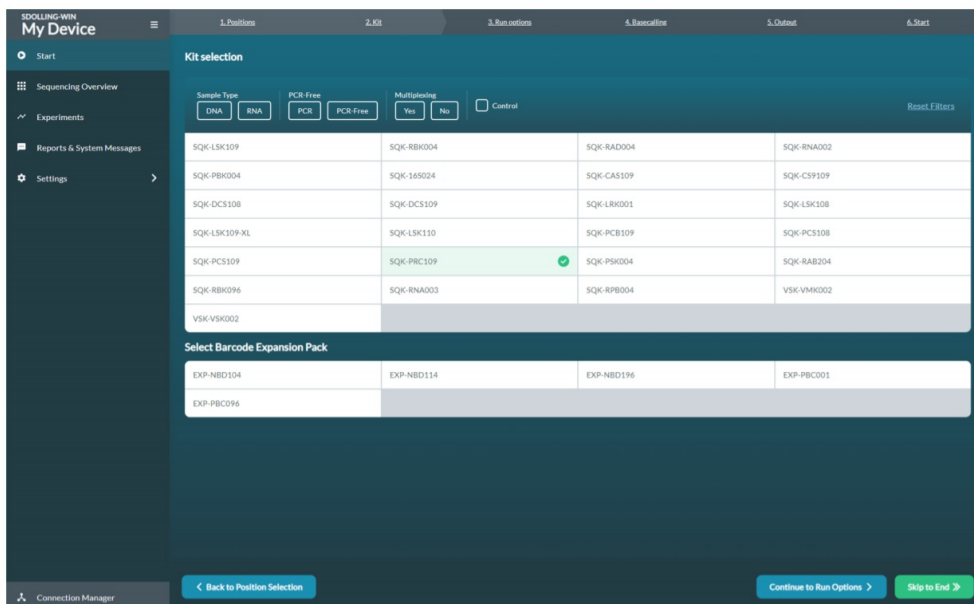 SDOLLING-WIN
My Device
1. Positions
2. Kit
3. Run options
4. Basecalling
5. Output
6. Start
Start
Sequencing Overview
Experiments
Reports & System Messages
Settings
Connection Manager
Kit selection
Sample Type PCR-Free Multiplexing
DNA RNA PCR PCR-Free Yes No Control Reset Filters
SQK-LSK109 SQK-RBK004 SQK-RAD004 SQK-RNA002
SQK-PBK004 SQK-16S024 SQK-CAS109 SQK-CS9109
SQK-DCS108 SQK-DCS109 SQK-LRK001 SQK-LSK108
SQK-LSK109-XL SQK-LSK110 SQK-PCB109 SQK-PCS108
SQK-PCS109 SQK-PRC109 SQK-PSK004 SQK-RAB204
SQK-RBK096 SQK-RNA003 SQK-RPB004 VSK-VMK002
VSK-VSK002
Select Barcode Expansion Pack
EXP-NBD104 EXP-NBD114 EXP-NBD196 EXP-PBC001
EXP-PBC096
Back to Position Selection
Continue to Run Options
Skip to End